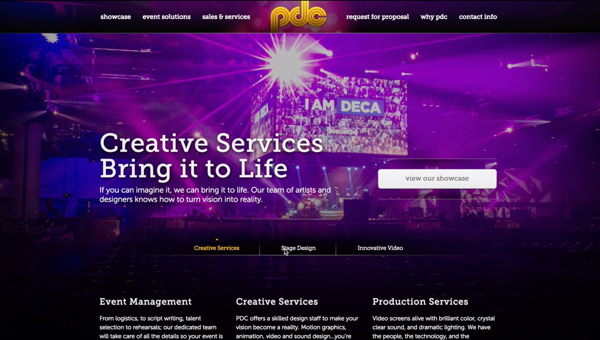 showcase event solutions sales & services pdc request for proposal why pdc contact info
I AM DECA
Creative Services
Bring it to Life
If you can imagine it, we can bring it to life. Our team of artists and
designers knows how to turn vision into reality.
view our showcase
Creative Services Stage Design Innovative Video
Event Management Creative Services Production Services
From logistics, to script writing, talent
selection to rehearsals; our dedicated
team will take care of all the details so your event is
PDC offers a skilled design staff to make your
vision become a reality. Motion graphics,
animation, video and sound design...you're
Video screens alive with brilliant color, crystal
clear sound, and dramatic lighting. We have
the people, the technology, and the